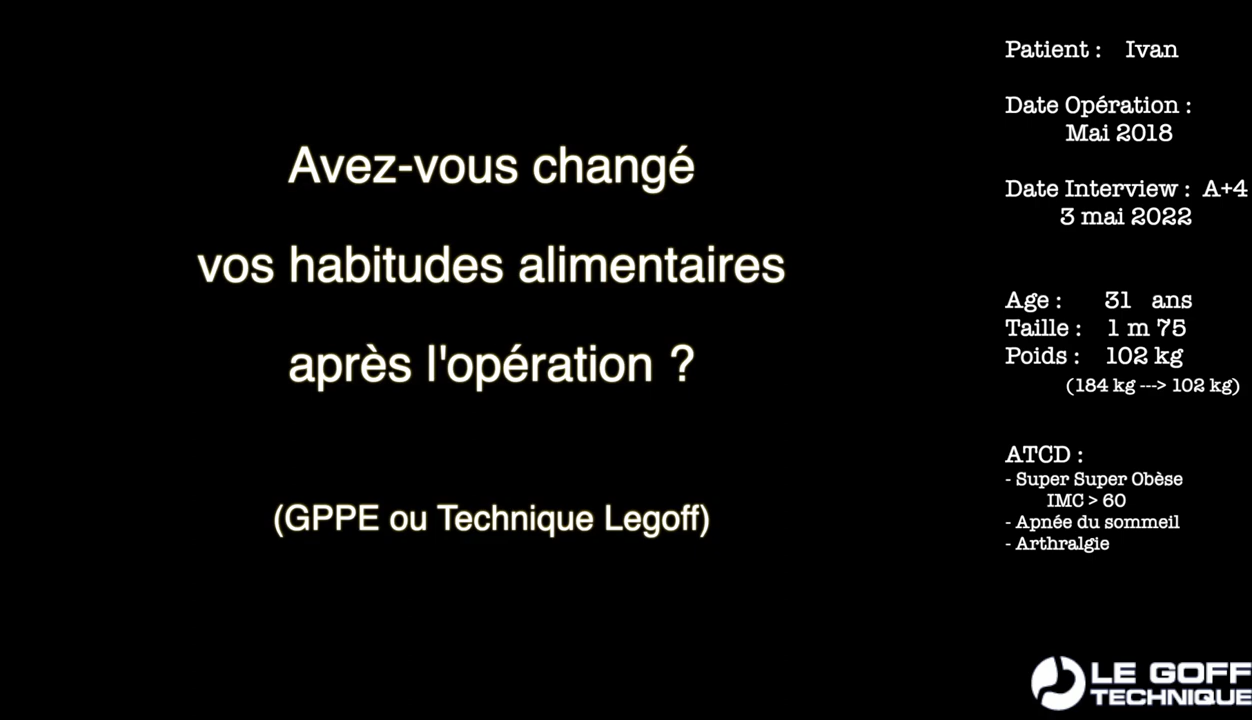 Avez-vous changé
vos habitudes alimentaires
après l'opération ?
(GPPE ou Technique Legoff)
Patient : Ivan
Date Opération :
Mai 2018
Date Interview : A+4
3 mai 2022
Age : 31 ans
Taille : 1 m 75
Poids : 102 kg
(184 kg ---> 102 kg)
ATCD :
- Super Super Obèse
IMC > 60
- Apnée du sommeil
- Arthralgie
LE GOFF
TECHNIQUE